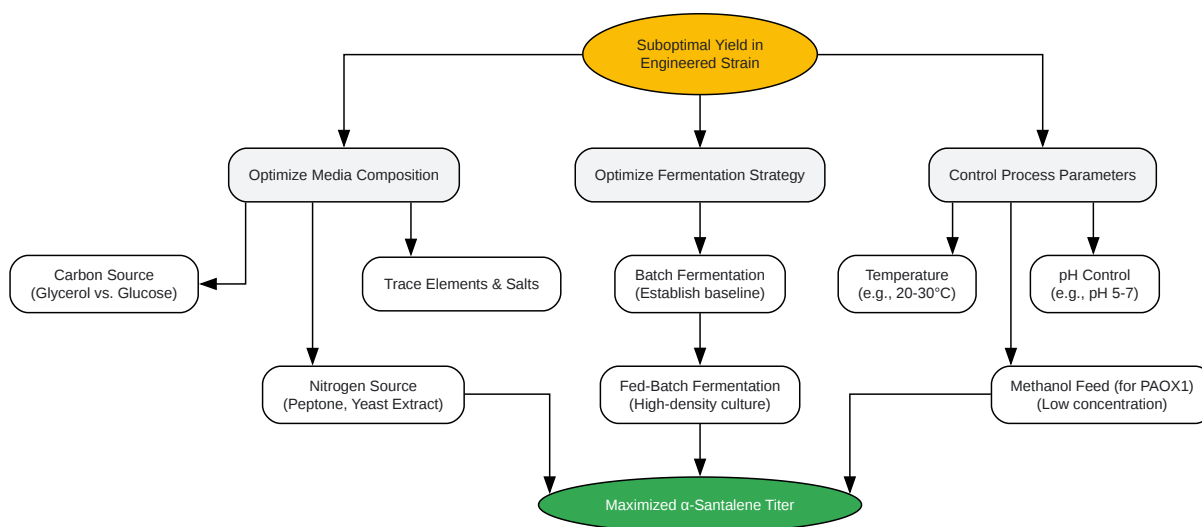 Suboptimal Yield in
Engineered Strain
Optimize Media Composition
Optimize Fermentation Strategy
Control Process Parameters
Carbon Source
(Glycerol vs. Glucose)
Trace Elements & Salts
Batch Fermentation
(Establish baseline)
Temperature
(e.g., 20-30°C)
pH Control
(e.g., pH 5-7)
Nitrogen Source
(Peptone, Yeast Extract)
Fed-Batch Fermentation
(High-density culture)
Methanol Feed (for PAOX1)
(Low concentration)
Maximized α-Santalene Titer